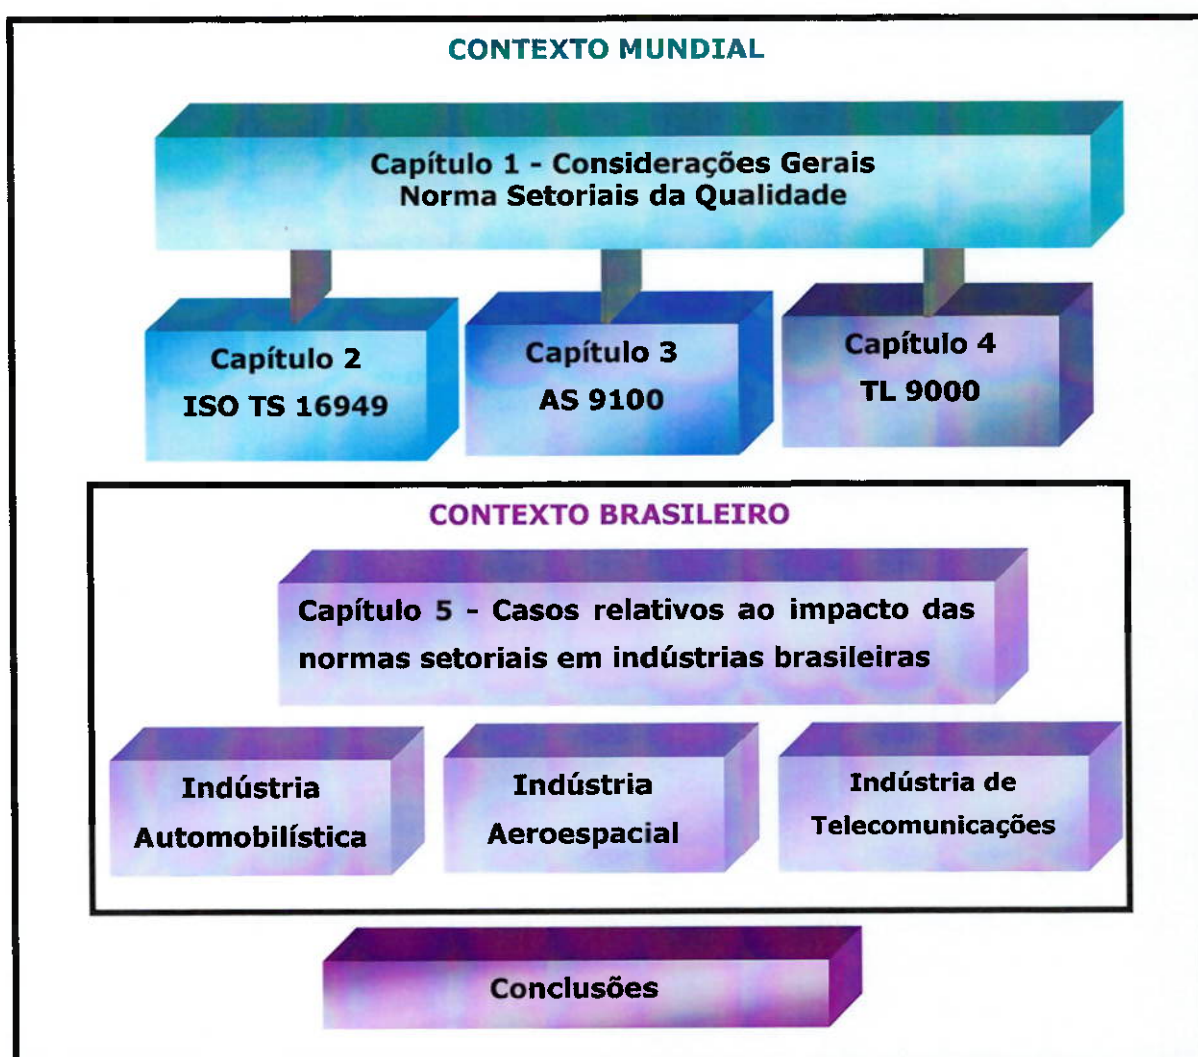 CONTEXTO MUNDIAL
Capítulo 1 - Considerações Gerais
Norma Setoriais da Qualidade
Capítulo 2
ISO TS 16949
Capítulo 3
AS 9100
Capítulo 4
TL 9000
CONTEXTO BRASILEIRO
Capítulo 5 - Casos relativos ao impacto das
normas setoriais em indústrias brasileiras
Indústria
Automobilística
Indústria
Aeroespacial
Indústria de
Telecomunicações
Conclusões